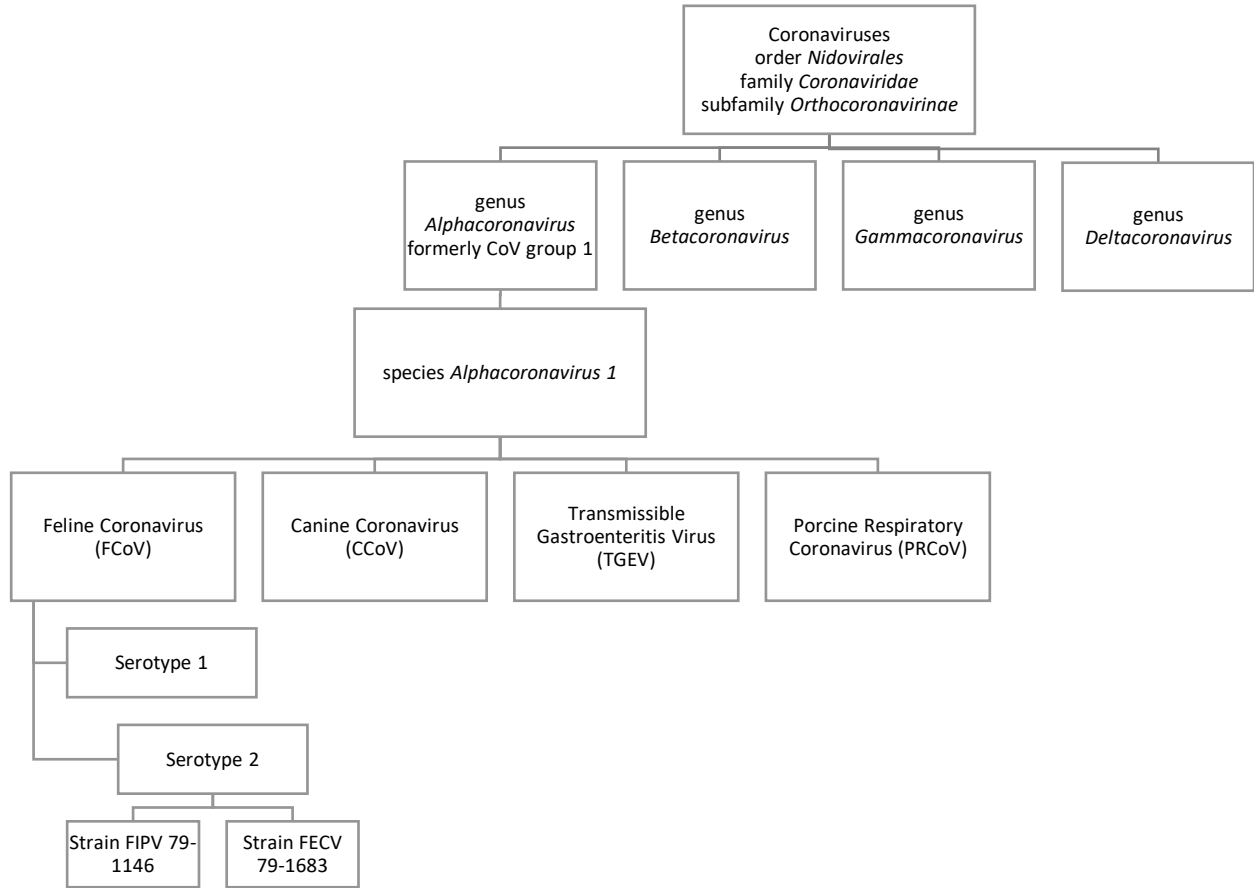 Coronaviruses
order Nidovirales
family Coronaviridae
subfamily Orthocoronavirinae
genus
Alphacoronavirus
formerly CoV group 1
genus
Betacoronavirus
genus
Gammacoronavirus
genus
Deltacoronavirus
species Alphacoronavirus 1
Feline Coronavirus
(FCoV)
Canine Coronavirus
(CCoV)
Transmissible
Gastroenteritis Virus
(TGEV)
Porcine Respiratory
Coronavirus (PRCoV)
Serotype 1
Serotype 2
Strain FIPV 79-
1146
Strain FECV
79-1683